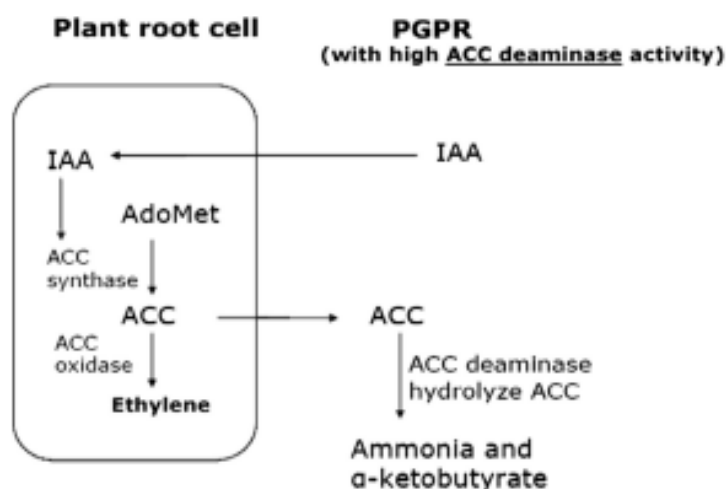 Plant root cell
PGPR
(with high ACC deaminase activity)
IAA
IAA
AdoMet
ACC
synthase
ACC
ACC
ACC
oxidase
ACC deaminase
hydrolyze ACC
Ethylene
Ammonia and
α-ketobutyrate